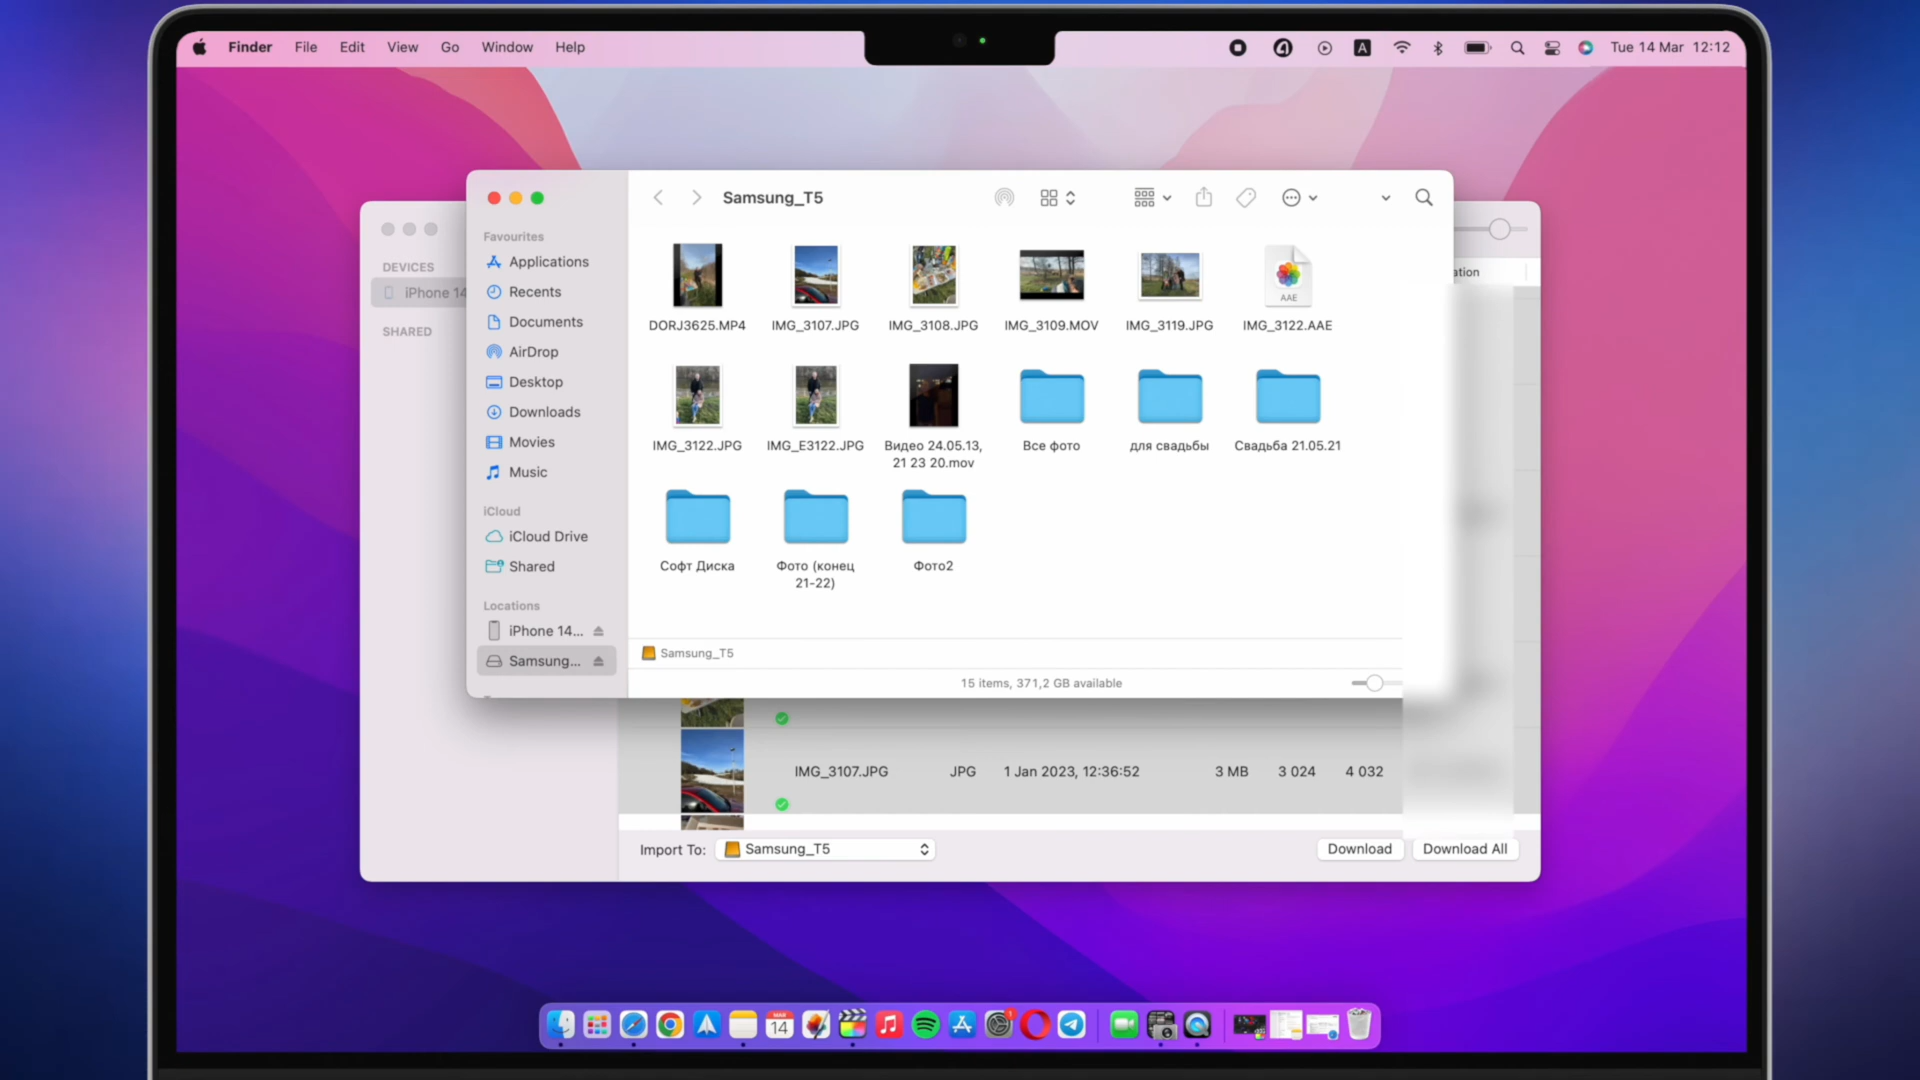 Finder File Edit View Go Window Help
A
Tue 14 Mar 12:12
Samsung_T5
Favourites
Applications
Recents
Documents
AirDrop
Desktop
Downloads
Movies
Music
iCloud
iCloud Drive
Shared
Locations
iPhone 14...
Samsung...
DEVICES
iPhone 14
SHARED
ation
DORJ3625.MP4 IMG_3107.JPG IMG_3108.JPG IMG_3109.MOV IMG_3119.JPG IMG_3122.AAE
AAE
IMG_3122.JPG IMG_E3122.JPG Видео 24.05.13, Все фото для свадьбы Свадьба 21.05.21
21 23 20.mov
Софт Диска Фото (конец Фото2
21-22)
Samsung_T5
15 items, 371,2 GB available
IMG_3107.JPG JPG 1 Jan 2023, 12:36:52 3 MB 3 024 4 032
Import To: Samsung_T5 Download Download All
MAR
14
1